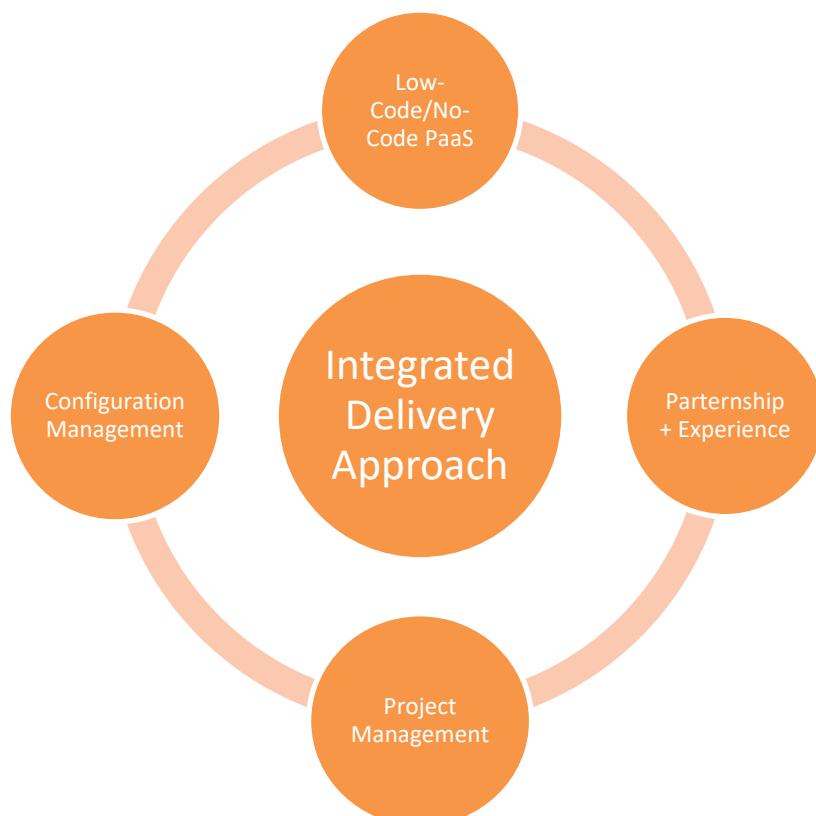 Low-
Code/No-
Code PaaS
Configuration
Management
Integrated
Delivery
Approach
Parternship
+ Experience
Project
Management